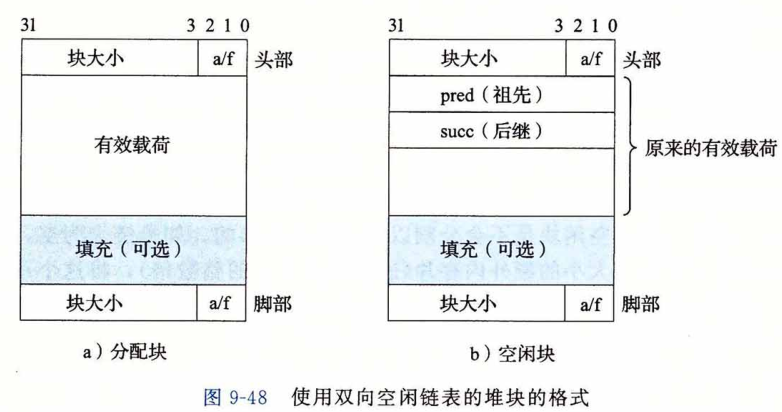 31 3 2 1 0
块大小 a/f 头部
有效载荷
填充（可选）
块大小 a/f 脚部
a）分配块
31 3 2 1 0
块大小 a/f 头部
pred（祖先）
succ（后继）
原来的有效载荷
填充（可选）
块大小 a/f 脚部
b）空闲块
图 9-48 使用双向空闲链表的堆块的格式